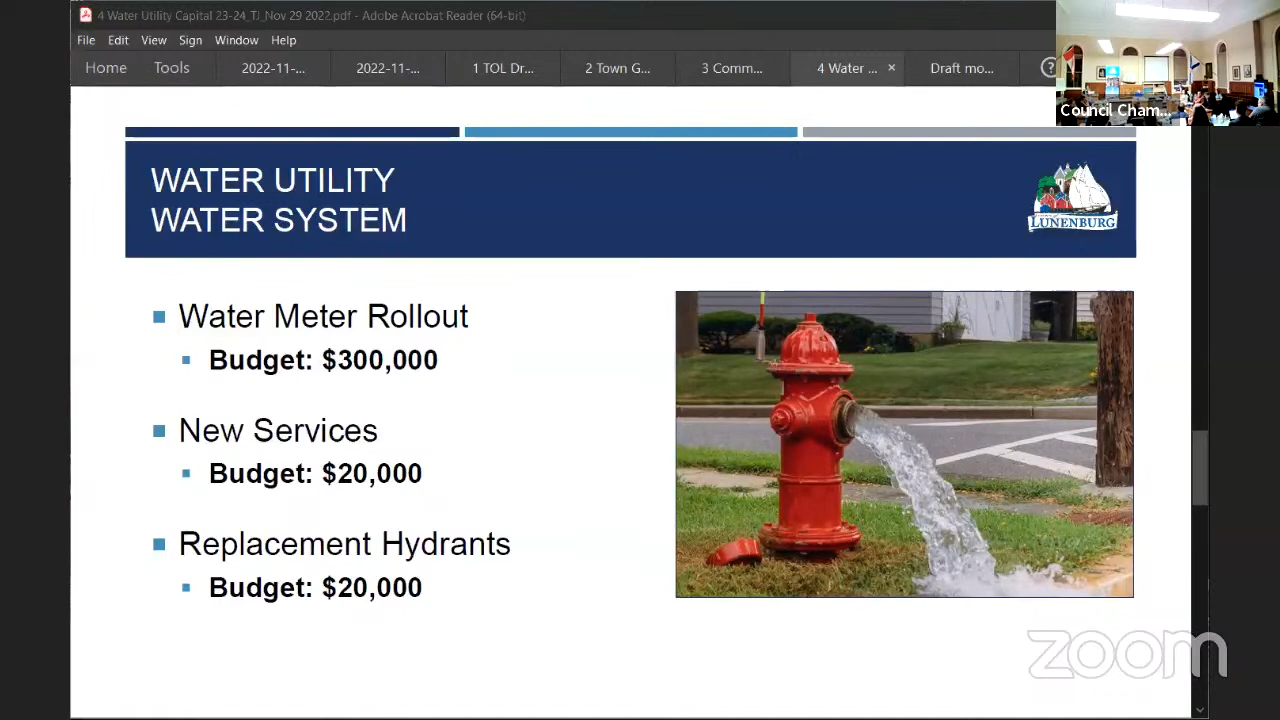 4 Water Utility Capital 23-24_TJ_Nov 29 2022.pdf - Adobe Acrobat Reader (64-bit)
File Edit View Sign Window Help
Home Tools 2022-11-... 2022-11-... 1 TOL Dr... 2 Town G... 3 Comm... 4 Water ... × Draft mo... ?
Council Cham...
WATER UTILITY
WATER SYSTEM
LUNENBURG
Water Meter Rollout
Budget: $300,000
New Services
Budget: $20,000
Replacement Hydrants
Budget: $20,000
zoom